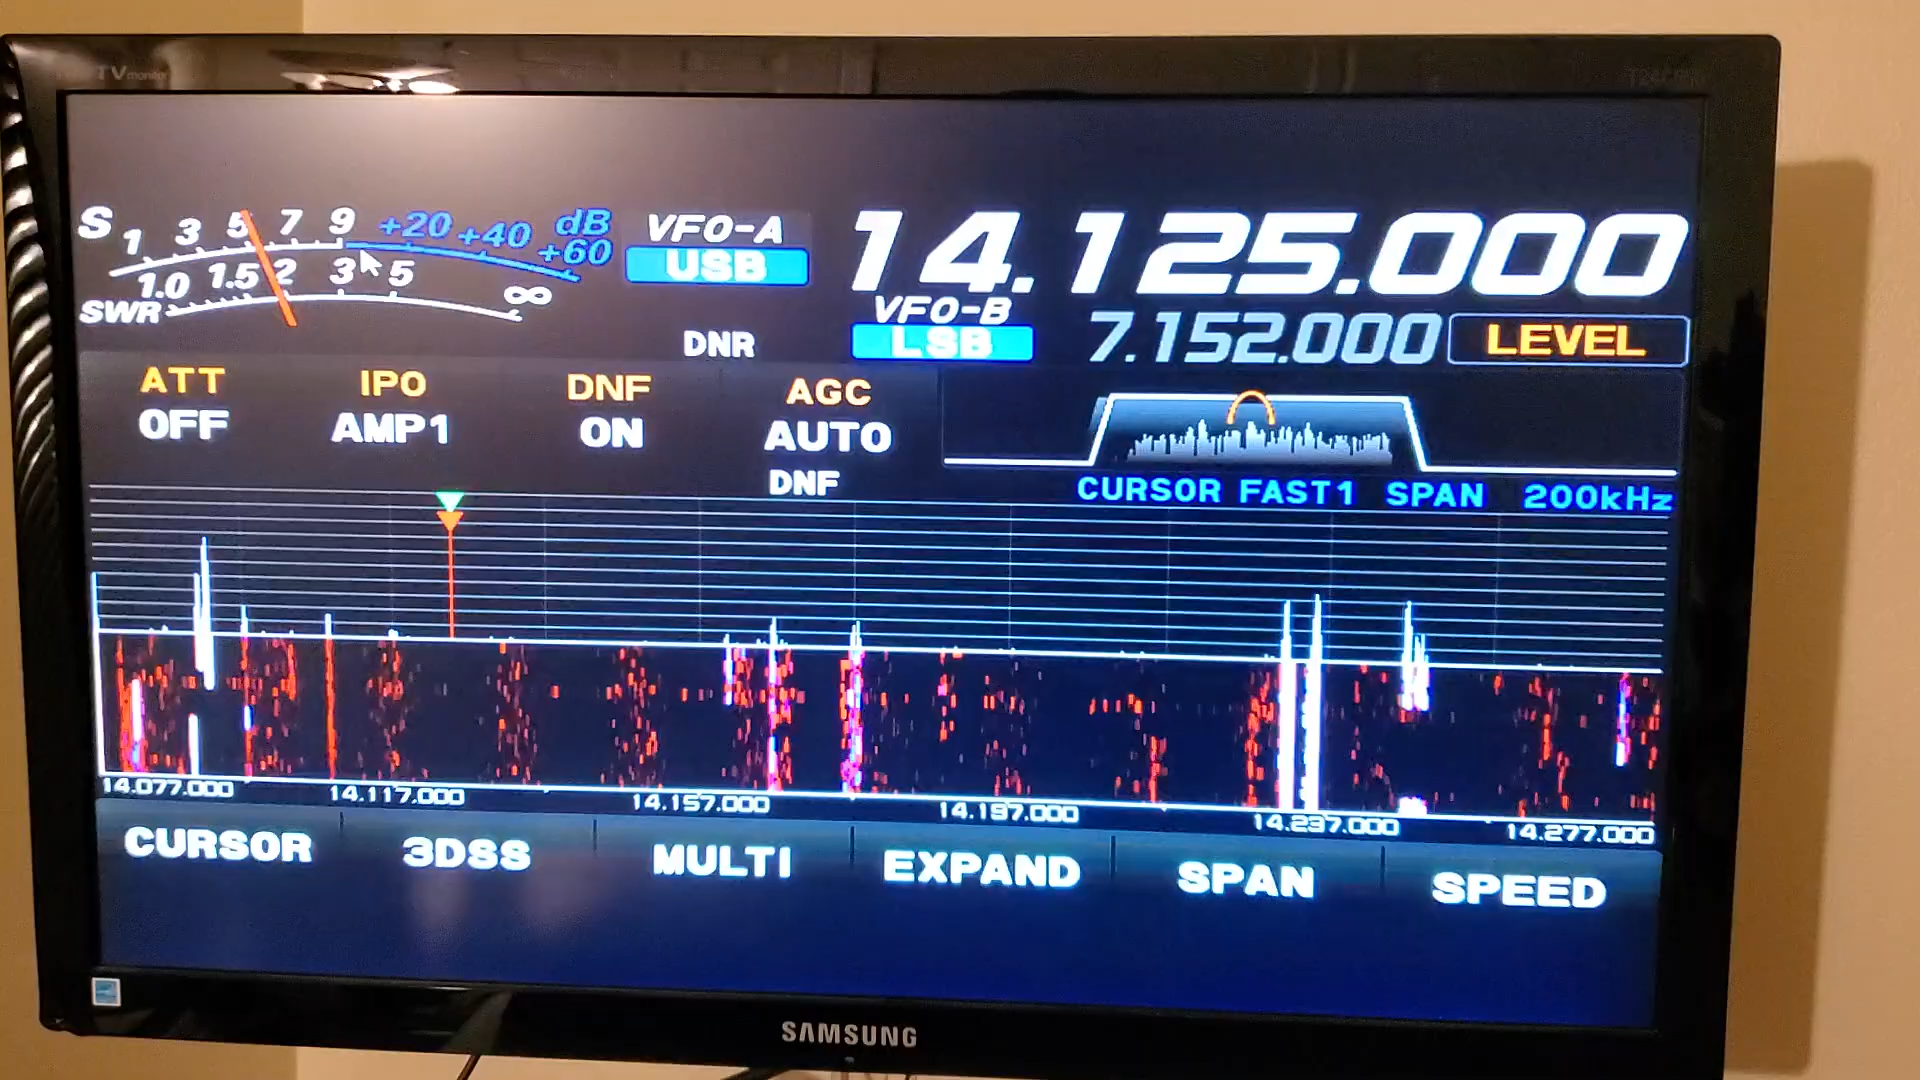 TV monitor
S 1 3 5 7 9 +20 +40 +60 dB
1.0 1.5 2 3 5 ∞
SWR
VFO-A
USB
14.125.000
VFO-B
LSB
7.152.000
LEVEL
DNR
ATT
OFF
IPO
AMP1
DNF
ON
AGC
AUTO
DNF
CURSOR FAST1 SPAN 200kHz
14.077.000 14.117.000 14.157.000 14.197.000 14.237.000 14.277.000
CURSOR 3DSS MULTI EXPAND SPAN SPEED
SAMSUNG